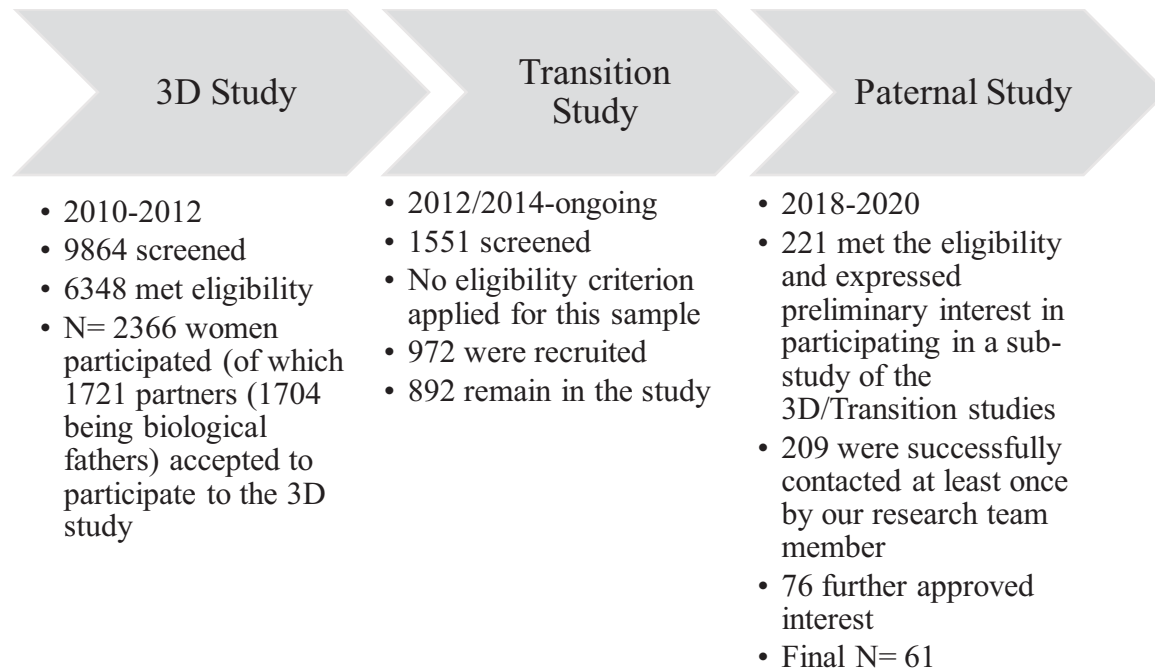 3D Study
• 2010-2012
• 9864 screened
• 6348 met eligibility
• N= 2366 women
participated (of which
1721 partners (1704
being biological
fathers) accepted to
participate to the 3D
study
Transition
Study
• 2012/2014-ongoing
• 1551 screened
• No eligibility criterion
applied for this sample
• 972 were recruited
• 892 remain in the study
Paternal Study
• 2018-2020
• 221 met the eligibility
and expressed
preliminary interest in
participating in a sub-
study of the
3D/Transition studies
• 209 were successfully
contacted at least once
by our research team
member
• 76 further approved
interest
• Final N= 61